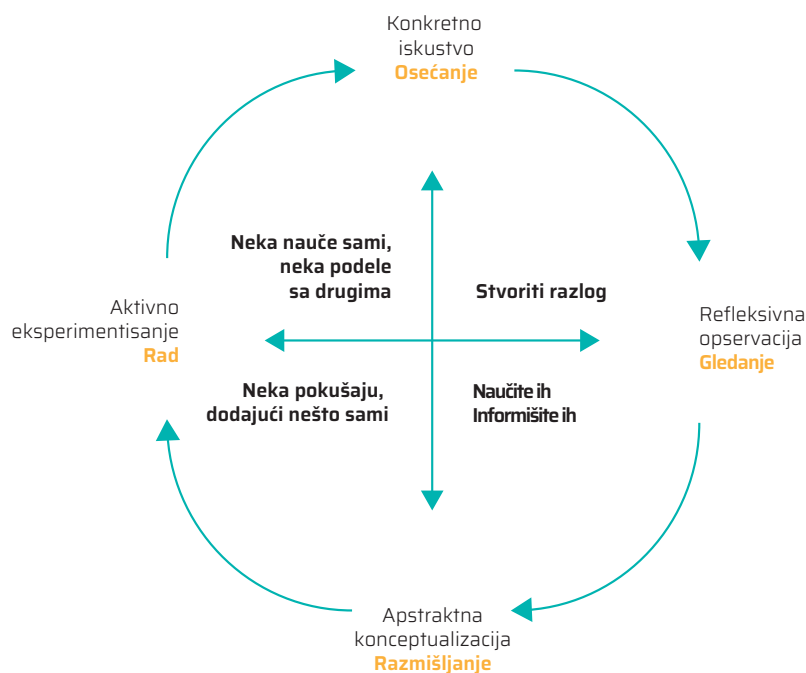 Konkretno
iskustvo
Osećanje
Neka nauče sami,
neka podele
sa drugima
Stvoriti razlog
Aktivno
eksperimentisanje
Rad
Refleksivna
opservacija
Gledanje
Neka pokušaju,
dodajući nešto sami
Naučite ih
Informišite ih
Apstraktna
konceptualizacija
Razmišljanje